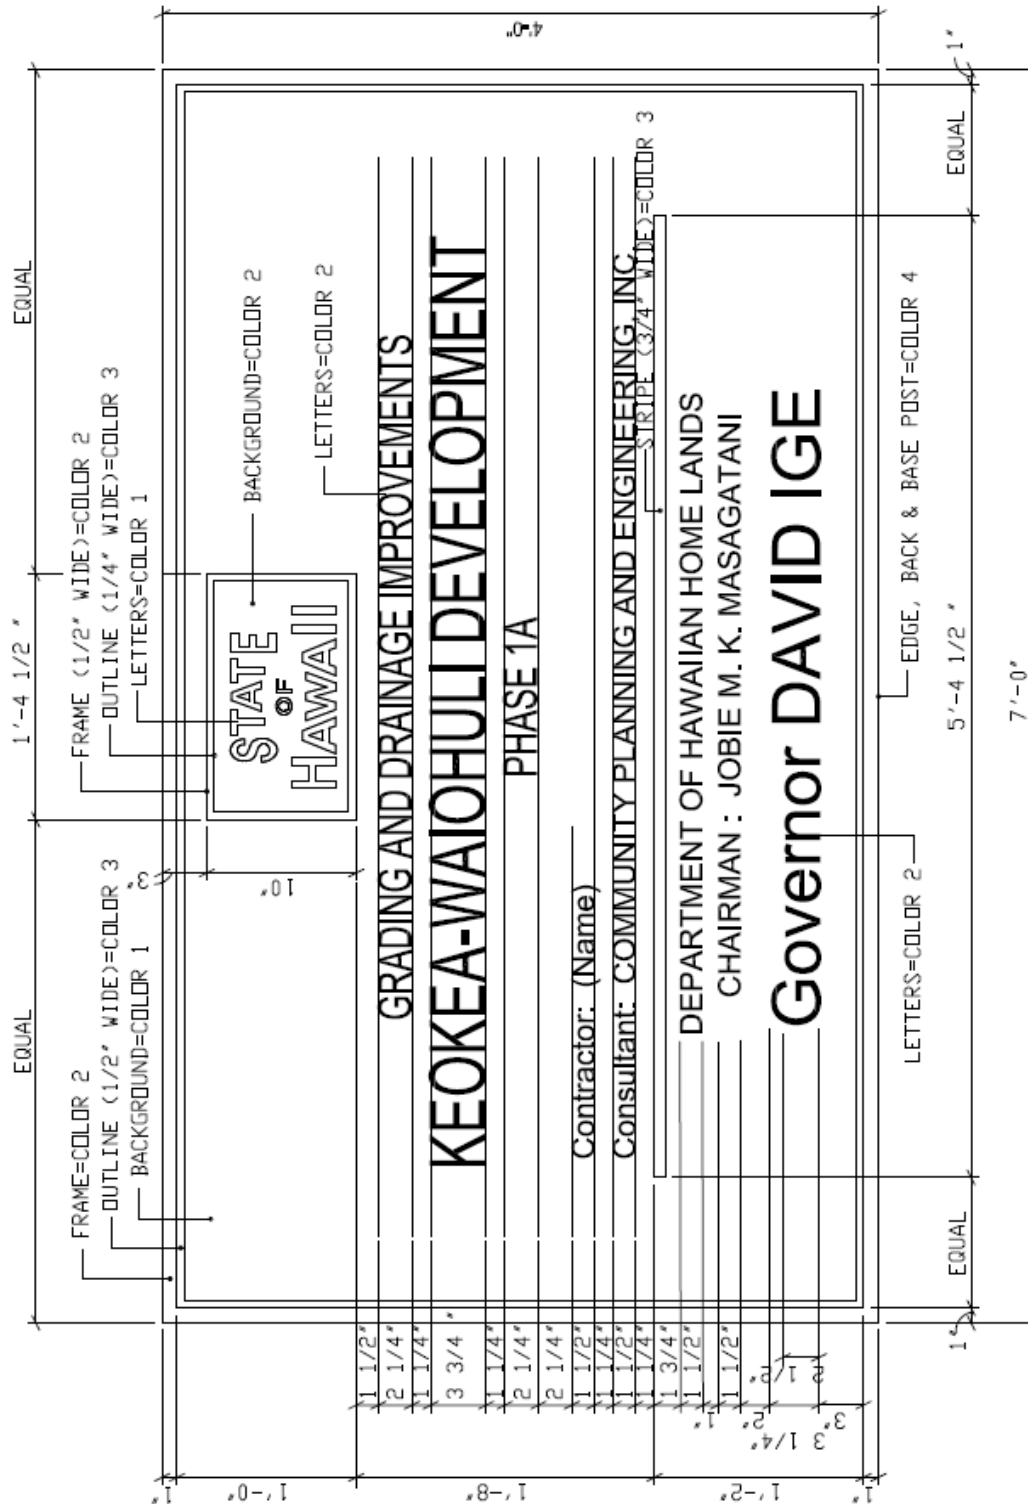 EQUAL
1'-4 1/2 "
EQUAL
FRAME=COLOR 2
OUTLINE (1/2" WIDE)=COLOR 3
BACKGROUND=COLOR 1
FRAME (1/2" WIDE)=COLOR 2
OUTLINE (1/4" WIDE)=COLOR 3
LETTERS=COLOR 1
BACKGROUND=COLOR 2
LETTERS=COLOR 2
3"
10"
4'-0"
STATE
OF
HAWAII
GRADING AND DRAINAGE IMPROVEMENTS
KEOKEA-WAIOHULI DEVELOPMENT
PHASE 1A
Contractor: (Name)
Consultant: COMMUNITY PLANNING AND ENGINEERING, INC.
STRIPE (3/4" WIDE)=COLOR 3
DEPARTMENT OF HAWAIIAN HOME LANDS
CHAIRMAN : JOBIE M. K. MASAGATANI
Governor DAVID IGE
LETTERS=COLOR 2
EDGE, BACK & BASE POST=COLOR 4
1"
1'-0"
1'-8"
1'-2"
1"
1 1/2"
2 1/4"
1 1/4"
3 3/4 "
1 1/4"
2 1/4"
2 1/4"
1 1/2"
1 1/4"
1 1/2"
1 1/4"
1 3/4"
1 1/2"
1"
1 1/2"
2"
3 1/4"
2 1/2"
3"
1"
EQUAL
5'-4 1/2 "
EQUAL
1"
7'-0"